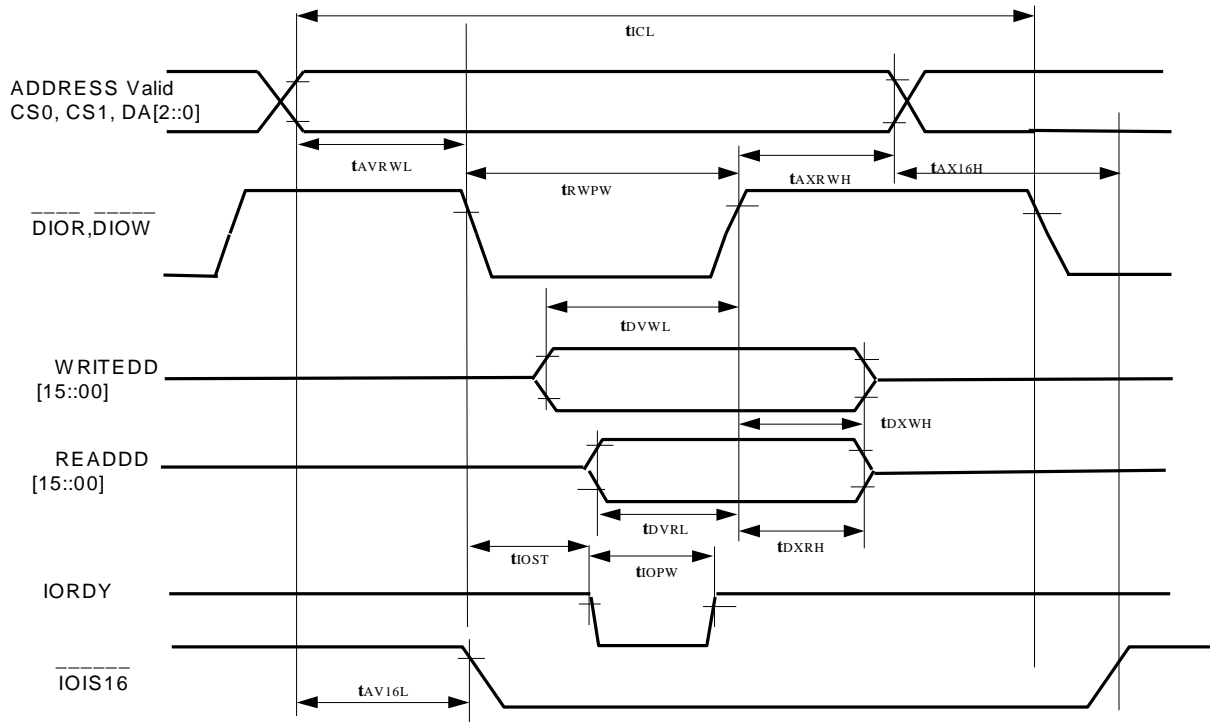 tICL
ADDRESS Valid
CS0, CS1, DA[2::0]
tAVRWL
tRWPW
tAXRWH
tAX16H
DIOR,DIOW
tDVWL
WRITEDD
[15::00]
tDXWH
READDD
[15::00]
tDVRL
tDXRH
tIOST
tIOPW
IORDY
IOIS16
tAV16L